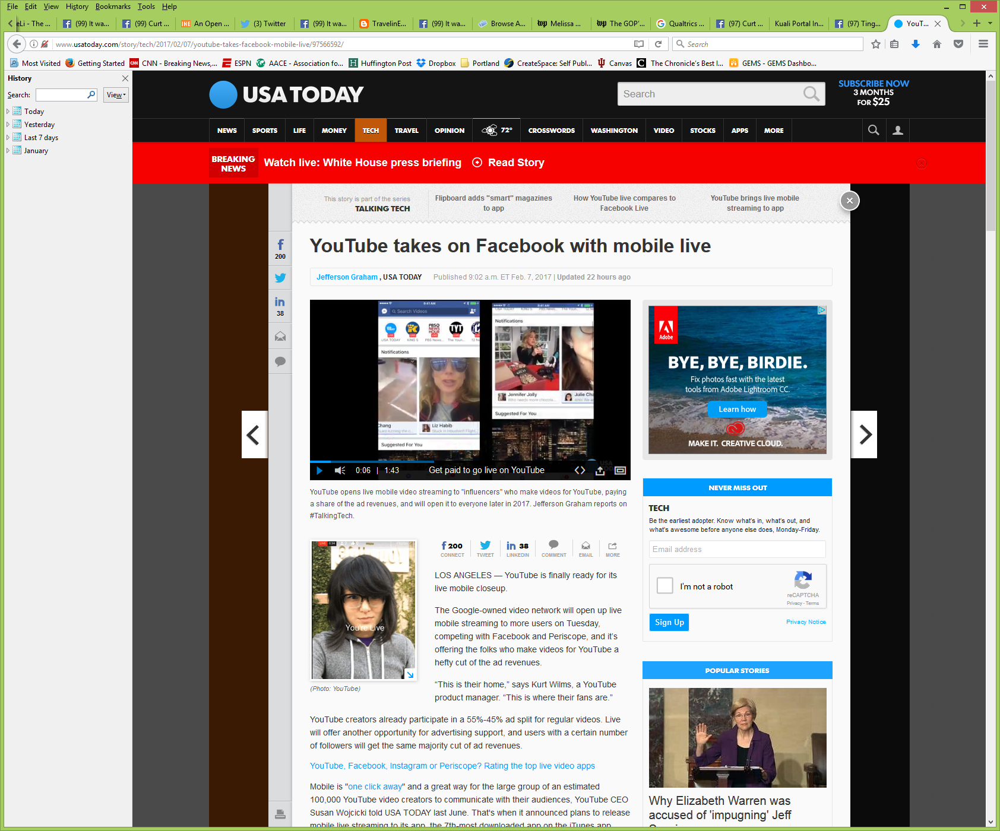 File Edit View History Bookmarks Tools Help
eLi - The ... (99) It wa... (99) Curt ... An Open ... (3) Twitter (99) It wa... TravelinE... (99) It wa... Browse A... Melissa ... The GOP'... Qualtrics ... (97) Curt ... Kuali Portal In... (97) Ting... YouT...
www.usatoday.com/story/tech/2017/02/07/youtube-takes-facebook-mobile-live/97566592/ Search
Most Visited Getting Started CNN - Breaking News,... ESPN AACE - Association fo... Huffington Post Dropbox Portland CreateSpace: Self Publ... Canvas The Chronicle's Best I... GEMS - GEMS Dashbo...
History
Search: View
Today
Yesterday
Last 7 days
January
USA TODAY
Search
SUBSCRIBE NOW
3 MONTHS
FOR $25
NEWS SPORTS LIFE MONEY TECH TRAVEL OPINION 72° CROSSWORDS WASHINGTON VIDEO STOCKS APPS MORE
BREAKING
NEWS
Watch live: White House press briefing Read Story
This story is part of the series
TALKING TECH
Flipboard adds "smart" magazines
to app
How YouTube live compares to
Facebook Live
YouTube brings live mobile
streaming to app
200
38
YouTube takes on Facebook with mobile live
Jefferson Graham , USA TODAY Published 9:02 a.m. ET Feb. 7, 2017 | Updated 22 hours ago
9:41 AM
Search Videos
USA TODAY KING 5 PBS News...
Notifications
Chang
Liz Habib
Suggested For You
9:41 AM
Notifications
Jennifer Jolly
Julie Cha
Suggested For You
0:06 | 1:43 Get paid to go live on YouTube
YouTube opens live mobile video streaming to "influencers" who make videos for YouTube, paying
a share of the ad revenues, and will open it to everyone later in 2017. Jefferson Graham reports on
#TalkingTech.
LIVE 0:34
You're Live
(Photo: YouTube)
200 38
CONNECT TWEET LINKEDIN COMMENT EMAIL MORE
LOS ANGELES — YouTube is finally ready for its
live mobile closeup.
The Google-owned video network will open up live
mobile streaming to more users on Tuesday,
competing with Facebook and Periscope, and it's
offering the folks who make videos for YouTube a
hefty cut of the ad revenues.
“This is their home,” says Kurt Wilms, a YouTube
product manager. “This is where their fans are.”
YouTube creators already participate in a 55%-45% ad split for regular videos. Live
will offer another opportunity for advertising support, and users with a certain number
of followers will get the same majority cut of ad revenues.
YouTube, Facebook, Instagram or Periscope? Rating the top live video apps
Mobile is "one click away" and a great way for the large group of an estimated
100,000 YouTube video creators to communicate with their audiences, YouTube CEO
Susan Wojcicki told USA TODAY last June. That's when it announced plans to release
mobile live streaming to its app, the 7th-most downloaded app on the iTunes app
Adobe
BYE, BYE, BIRDIE.
Fix photos fast with the latest
tools from Adobe Lightroom CC.
Learn how
MAKE IT. CREATIVE CLOUD.
NEVER MISS OUT
TECH
Be the earliest adopter. Know what's in, what's out, and
what's awesome before anyone else does, Monday-Friday.
Email address
I'm not a robot
reCAPTCHA
Privacy - Terms
Sign Up
Privacy Notice
POPULAR STORIES
Why Elizabeth Warren was
accused of 'impugning' Jeff